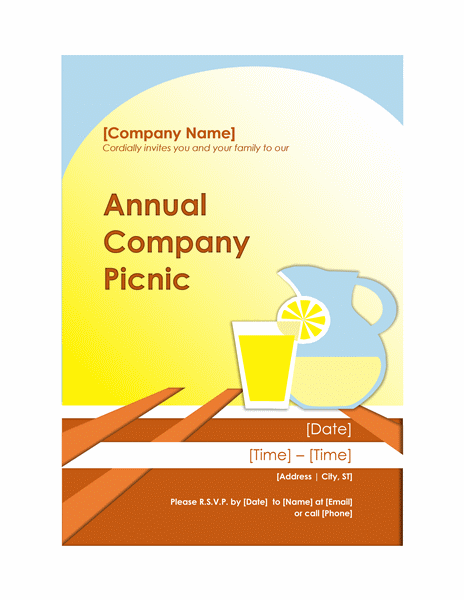 [Company Name]
Cordially invites you and your family to our
Annual
Company
Picnic
[Date]
[Time] – [Time]
[Address | City, ST]
Please R.S.V.P. by [Date] to [Name] at [Email]
or call [Phone]